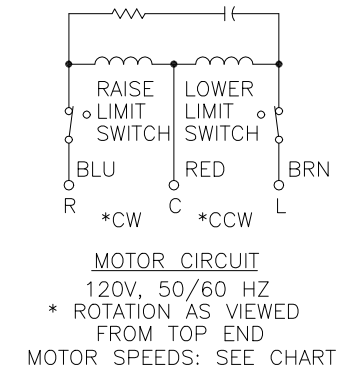 RAISE LOWER
LIMIT LIMIT
SWITCH SWITCH
BLU RED BRN
R C L
*CW *CCW
MOTOR CIRCUIT
120V, 50/60 HZ
* ROTATION AS VIEWED
FROM TOP END
MOTOR SPEEDS: SEE CHART